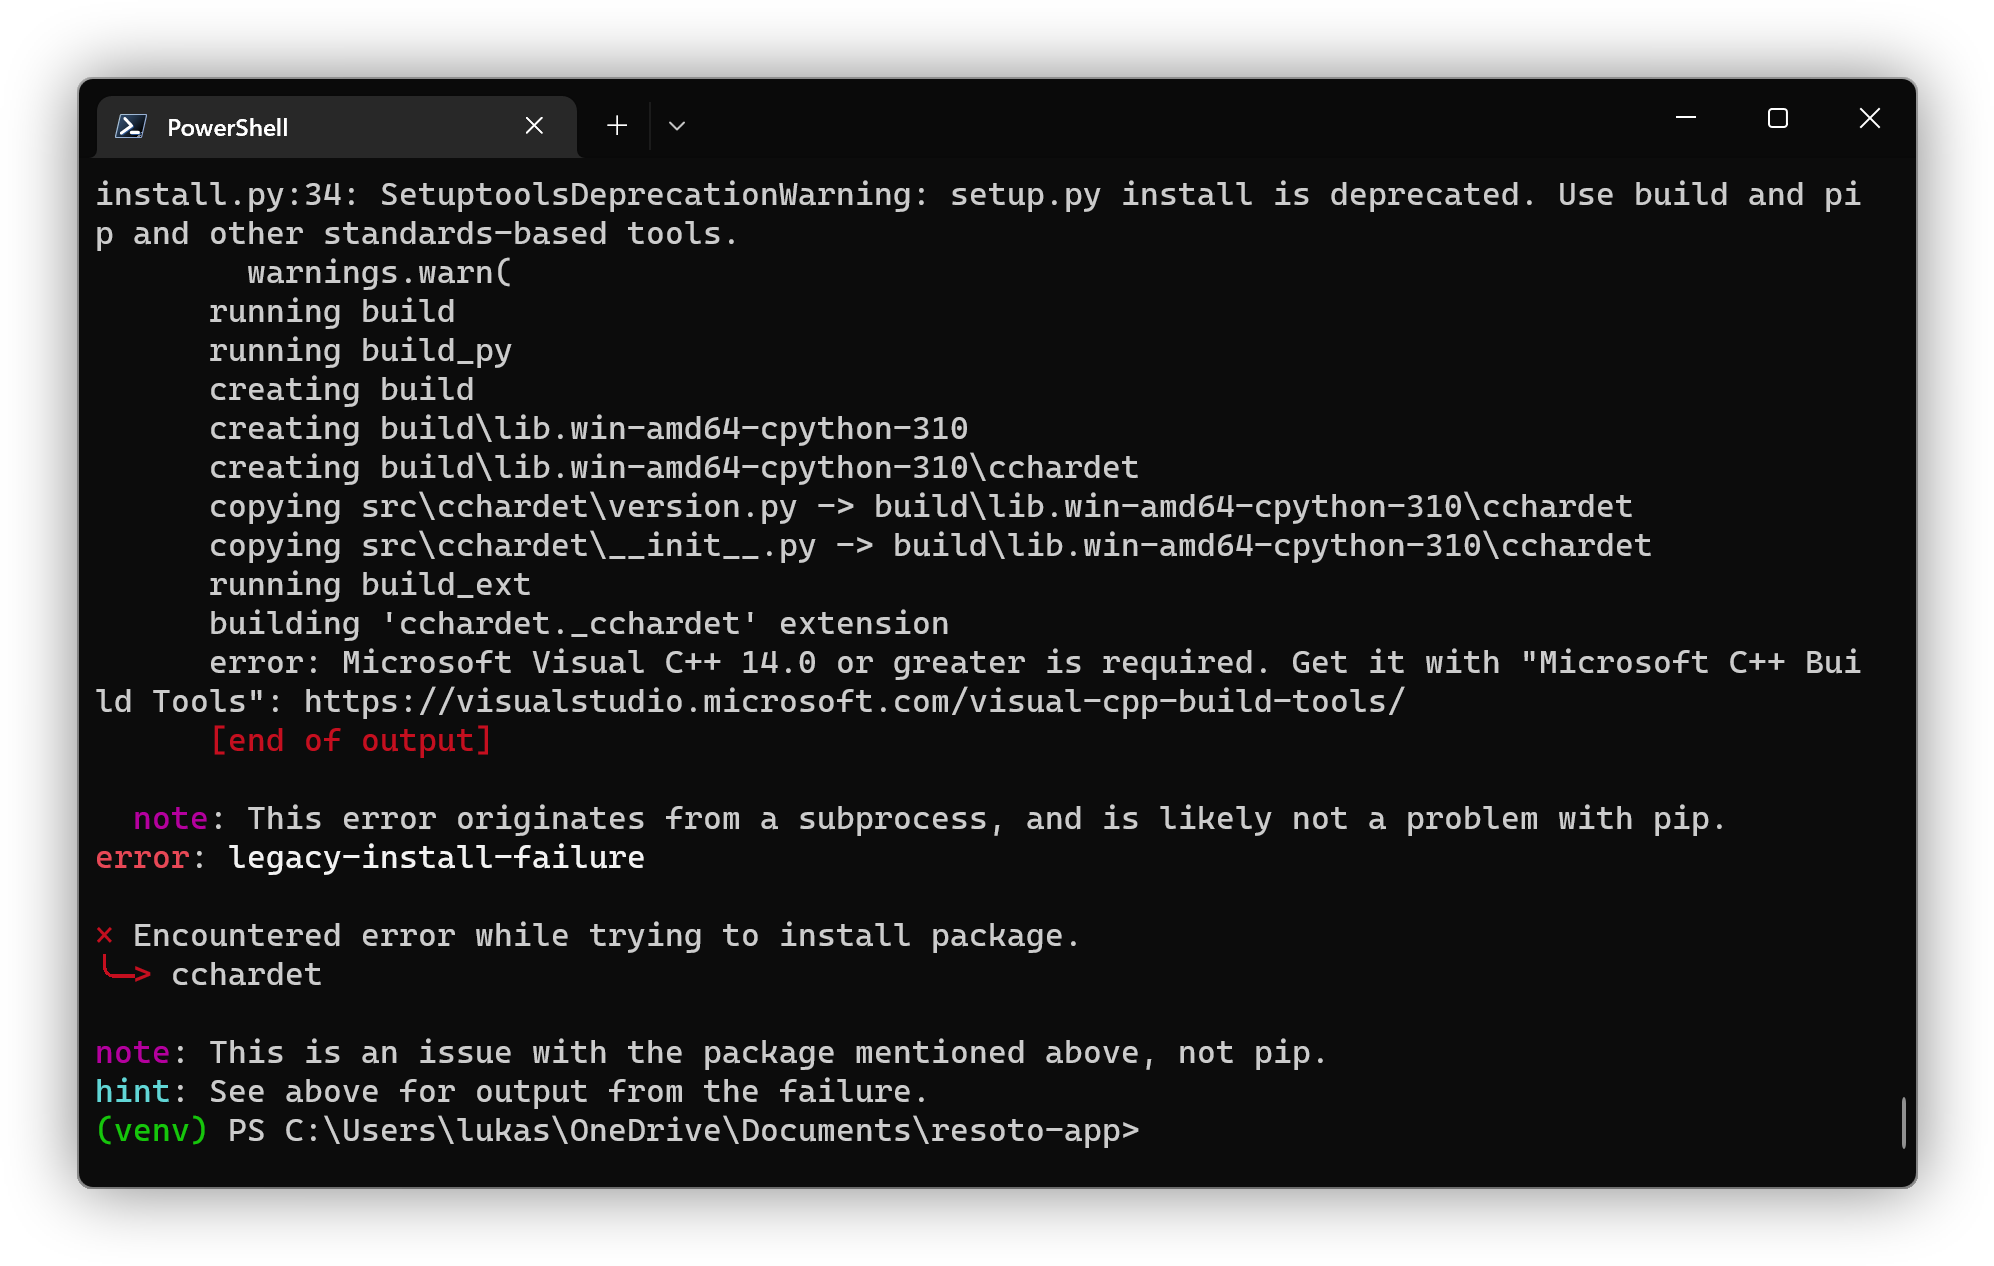 PowerShell
install.py:34: SetuptoolsDeprecationWarning: setup.py install is deprecated. Use build and pi
p and other standards-based tools.
        warnings.warn(
      running build
      running build_py
      creating build
      creating build\lib.win-amd64-cpython-310
      creating build\lib.win-amd64-cpython-310\cchardet
      copying src\cchardet\version.py -> build\lib.win-amd64-cpython-310\cchardet
      copying src\cchardet\__init__.py -> build\lib.win-amd64-cpython-310\cchardet
      running build_ext
      building 'cchardet._cchardet' extension
      error: Microsoft Visual C++ 14.0 or greater is required. Get it with "Microsoft C++ Bui
ld Tools": https://visualstudio.microsoft.com/visual-cpp-build-tools/
      [end of output]

  note: This error originates from a subprocess, and is likely not a problem with pip.
error: legacy-install-failure

× Encountered error while trying to install package.
╰─> cchardet

note: This is an issue with the package mentioned above, not pip.
hint: See above for output from the failure.
(venv) PS C:\Users\lukas\OneDrive\Documents\resoto-app>